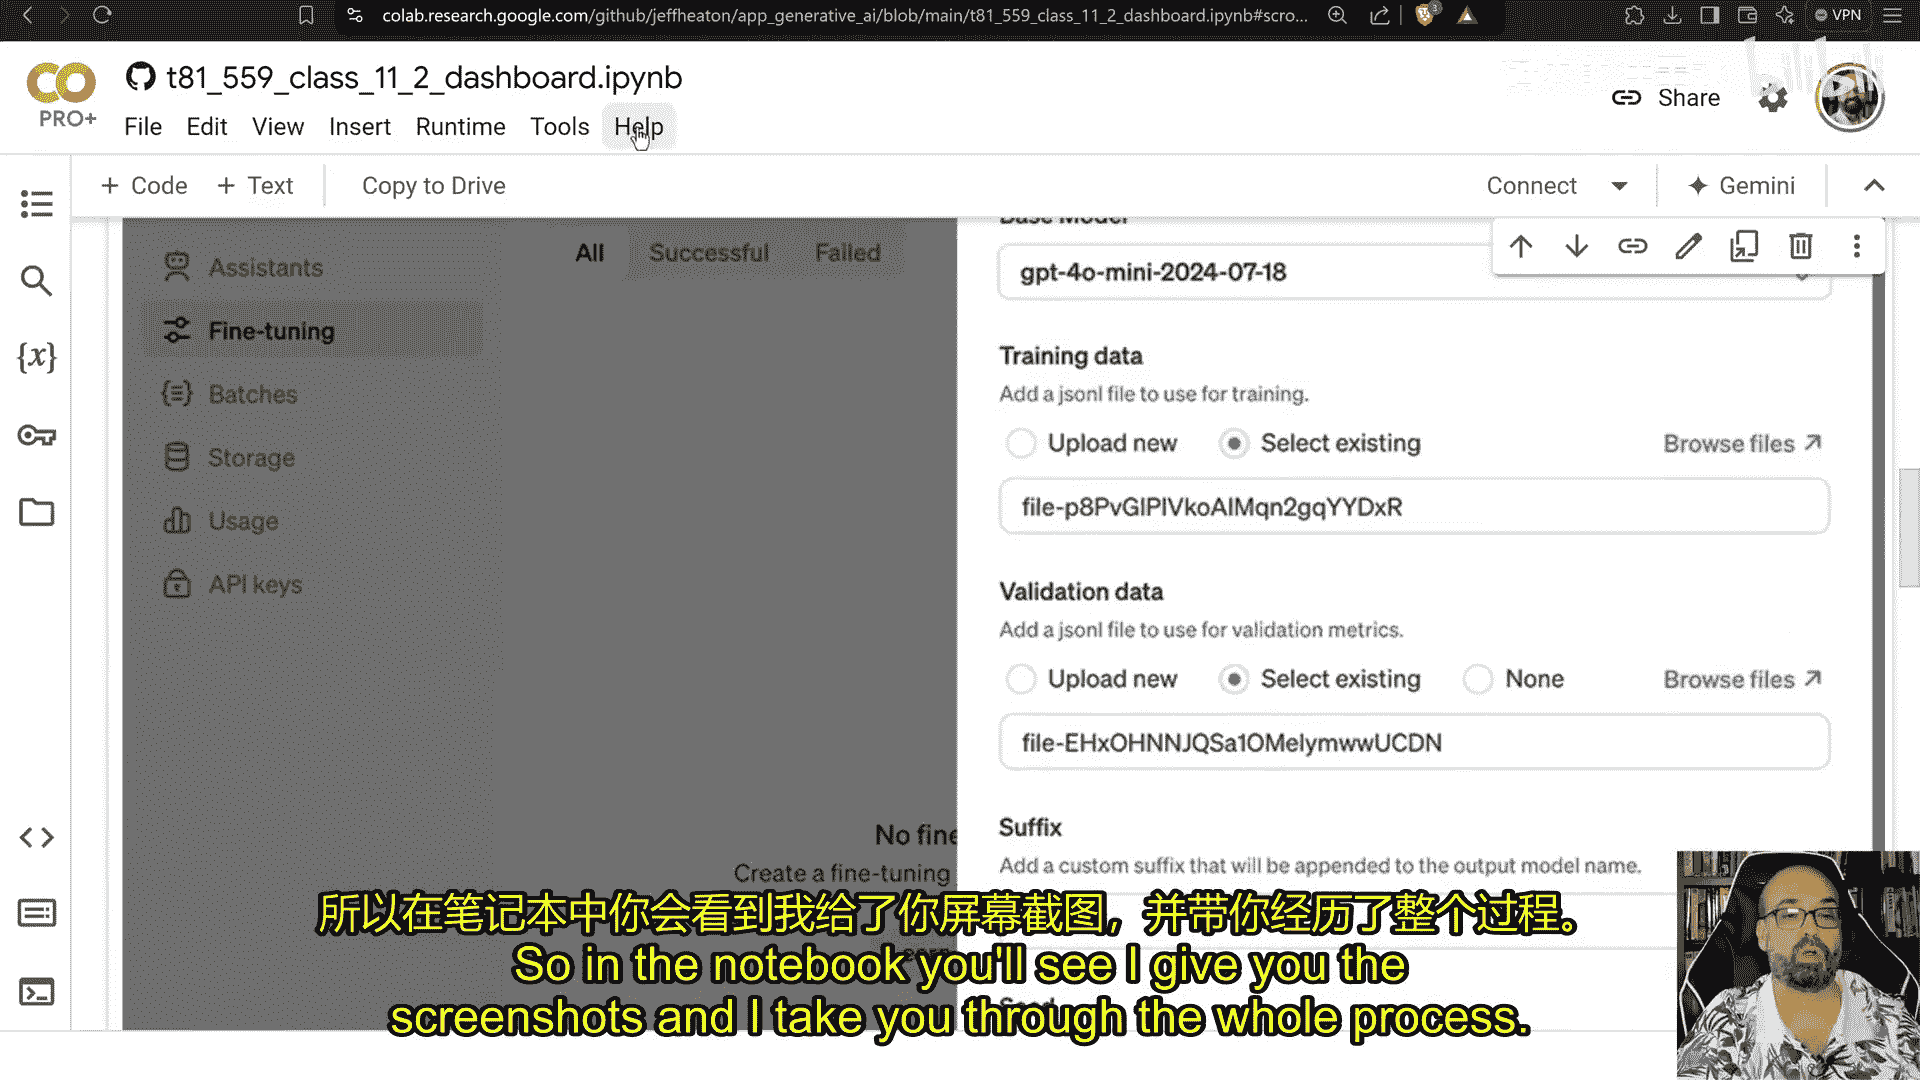 colab.research.google.com/github/jeffheaton/app_generative_ai/blob/main/t81_559_class_11_2_dashboard.ipynb#scro...
3
VPN
CO
PRO+
t81_559_class_11_2_dashboard.ipynb
Share
File Edit View Insert Runtime Tools Help
+ Code + Text Copy to Drive Connect Gemini
Base Model
Assistants
All Successful Failed
gpt-4o-mini-2024-07-18
Fine-tuning
Training data
{x}
Batches
Add a jsonl file to use for training.
Upload new Select existing Browse files
Storage
file-p8PvGlPlVkoAlMqn2gqYYDxR
Usage
API keys
Validation data
Add a jsonl file to use for validation metrics.
Upload new Select existing None Browse files
file-EHxOHNNJQSa1OMelymwwUCDN
Suffix
No fine
Add a custom suffix that will be appended to the output model name.
Create a fine-tuning
所以在笔记本中你会看到我给了你屏幕截图，并带你经历了整个过程。
So in the notebook you'll see I give you the
Seed
screenshots and I take you through the whole process.